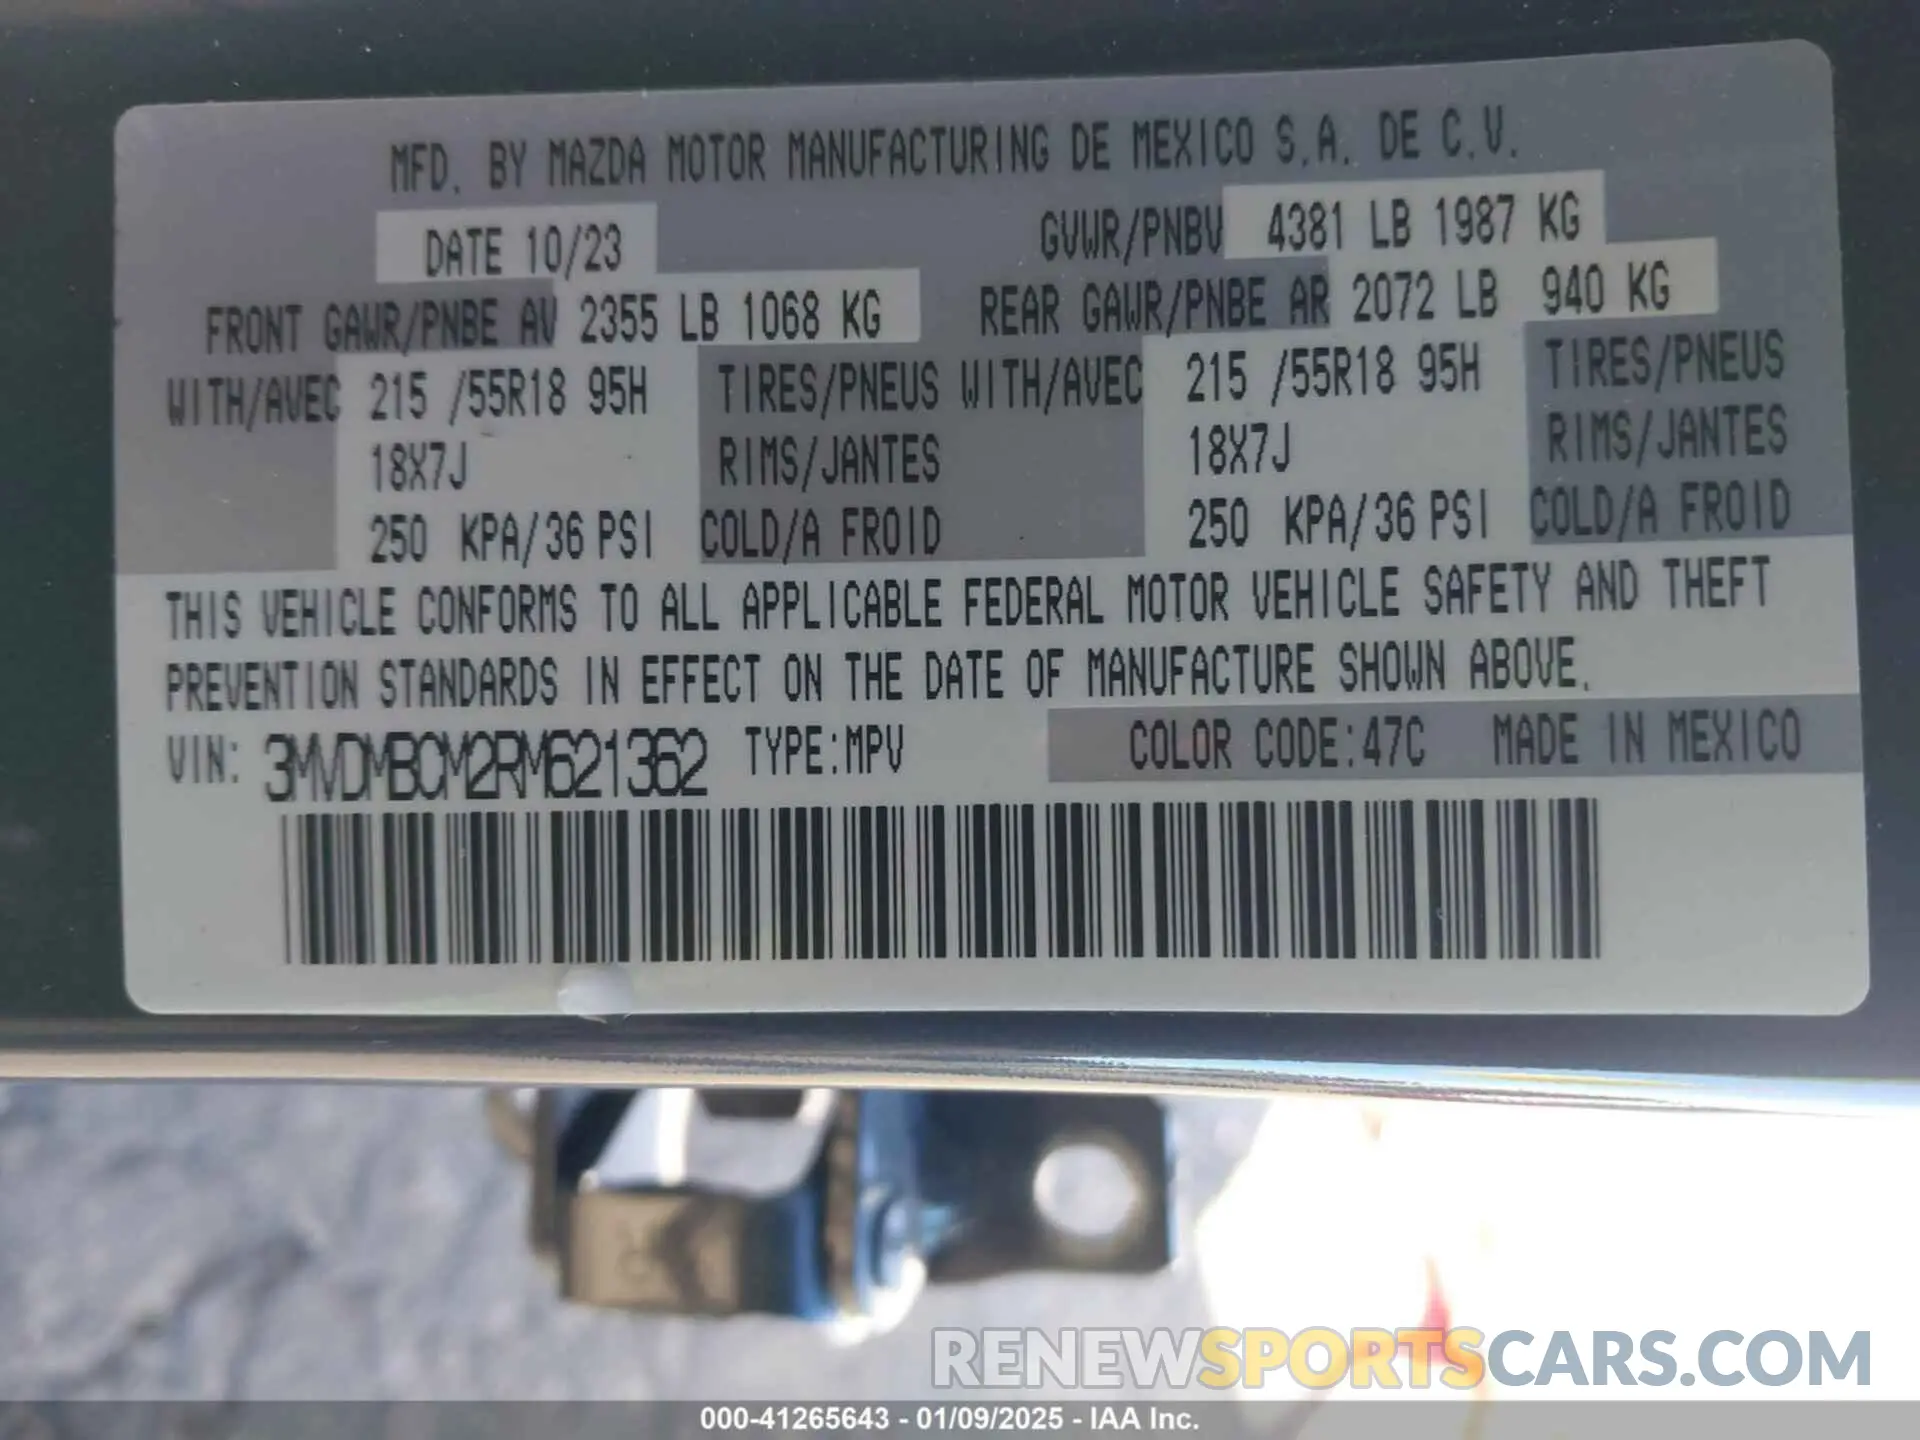 MFD. BY MAZDA MOTOR MANUFACTURING DE MEXICO S.A. DE C.V.
DATE 10/23 GVWR/PNBV 4381 LB 1987 KG
FRONT GAWR/PNBE AV 2355 LB 1068 KG REAR GAWR/PNBE AR 2072 LB 940 KG
WITH/AVEC 215 /55R18 95H TIRES/PNEUS WITH/AVEC 215 /55R18 95H TIRES/PNEUS
18X7J RIMS/JANTES 18X7J RIMS/JANTES
250 KPA/36 PSI COLD/A FROID 250 KPA/36 PSI COLD/A FROID
THIS VEHICLE CONFORMS TO ALL APPLICABLE FEDERAL MOTOR VEHICLE SAFETY AND THEFT
PREVENTION STANDARDS IN EFFECT ON THE DATE OF MANUFACTURE SHOWN ABOVE.
VIN: 3MVDMBCM2RM621362 TYPE:MPV COLOR CODE:47C MADE IN MEXICO
RENEWSPORTSCARS.COM
000-41265643 - 01/09/2025 - IAA Inc.